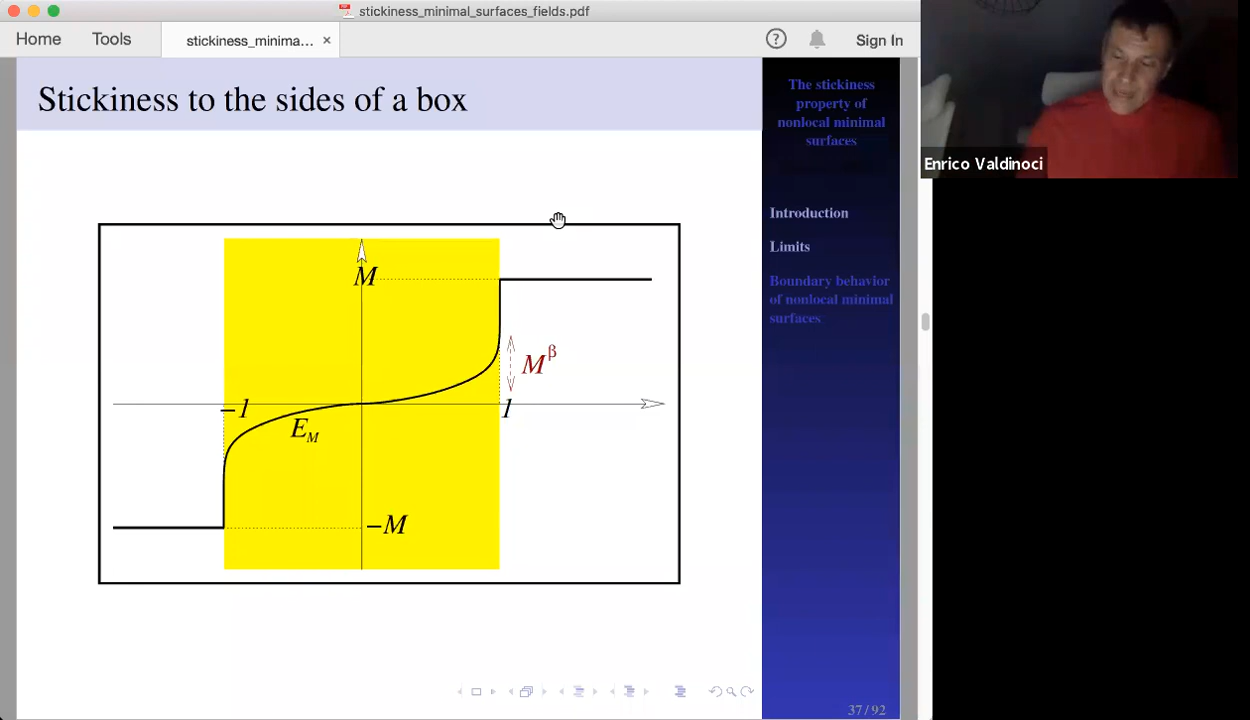 stickiness_minimal_surfaces_fields.pdf
Home
Tools
stickiness_minima... ×
?
Sign In
Stickiness to the sides of a box
M
M^β
−1
1
E_M
−M
The stickiness
property of
nonlocal minimal
surfaces
Introduction
Limits
Boundary behavior
of nonlocal minimal
surfaces
37 / 92
Enrico Valdinoci